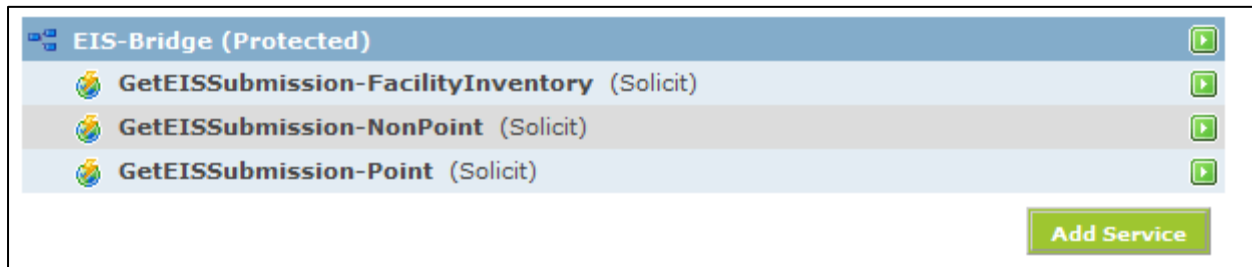 EIS-Bridge (Protected)
GetEISSubmission-FacilityInventory (Solicit)
GetEISSubmission-NonPoint (Solicit)
GetEISSubmission-Point (Solicit)
Add Service